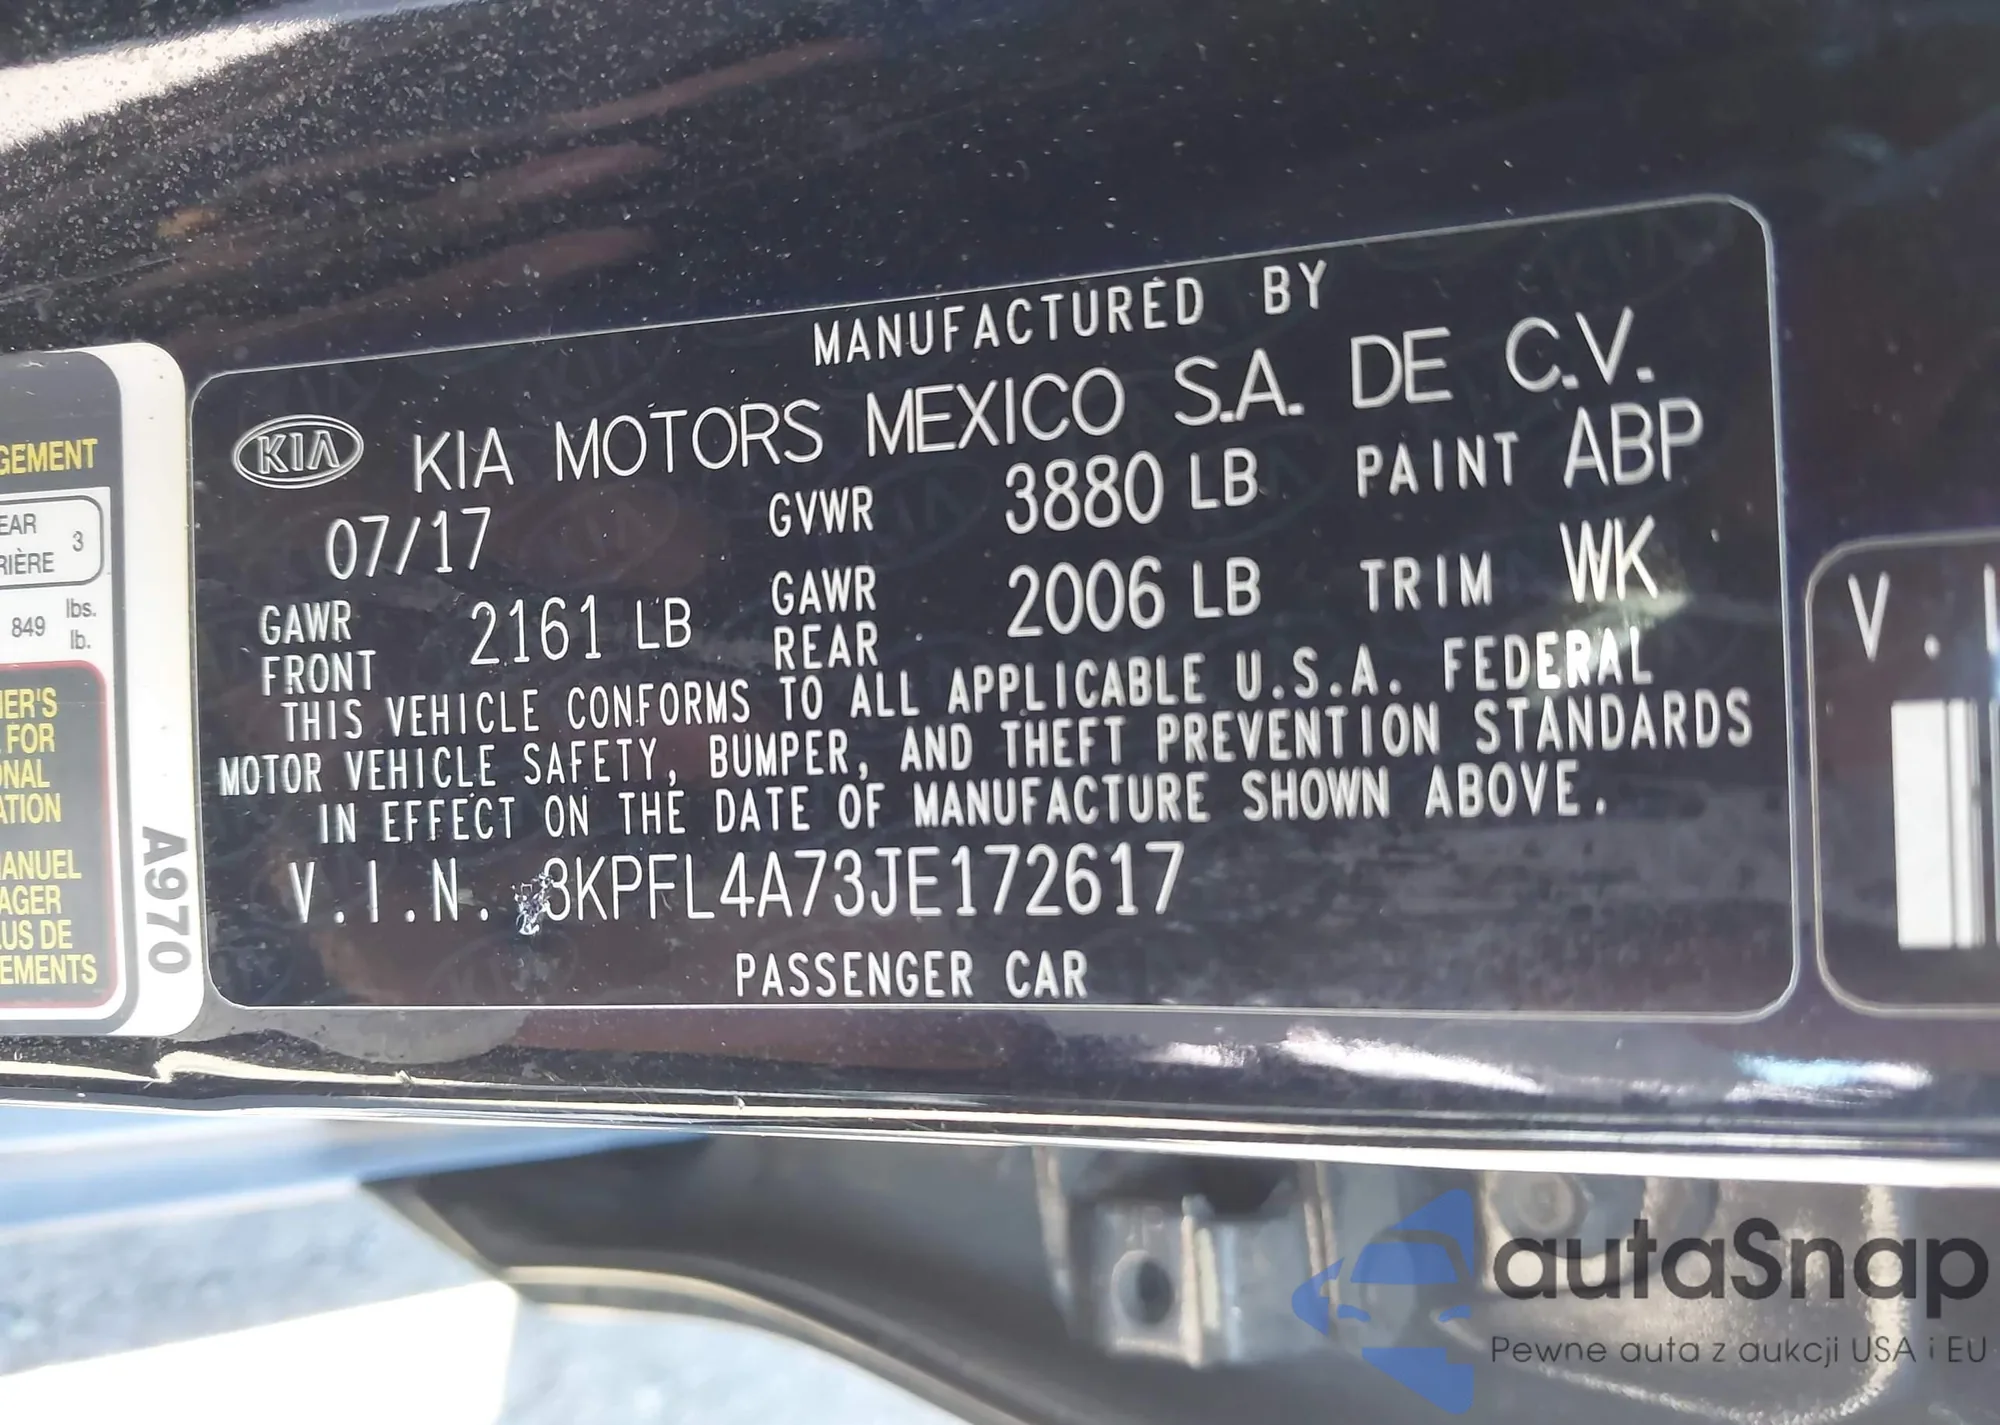 GEMENT
EAR
RIÈRE
3
849
lbs.
lb.
ER'S
FOR
ONAL
ATION
MANUEL
AGER
LUS DE
EMENTS
A970
MANUFACTURED BY
KIA
KIA MOTORS MEXICO S.A. DE C.V.
07/17 GVWR 3880 LB PAINT ABP
GAWR FRONT 2161 LB GAWR REAR 2006 LB TRIM WK
THIS VEHICLE CONFORMS TO ALL APPLICABLE U.S.A. FEDERAL
MOTOR VEHICLE SAFETY, BUMPER, AND THEFT PREVENTION STANDARDS
IN EFFECT ON THE DATE OF MANUFACTURE SHOWN ABOVE.
V.I.N. 3KPFL4A73JE172617
PASSENGER CAR
V.
autaSnap
Pewne auta z aukcji USA i EU